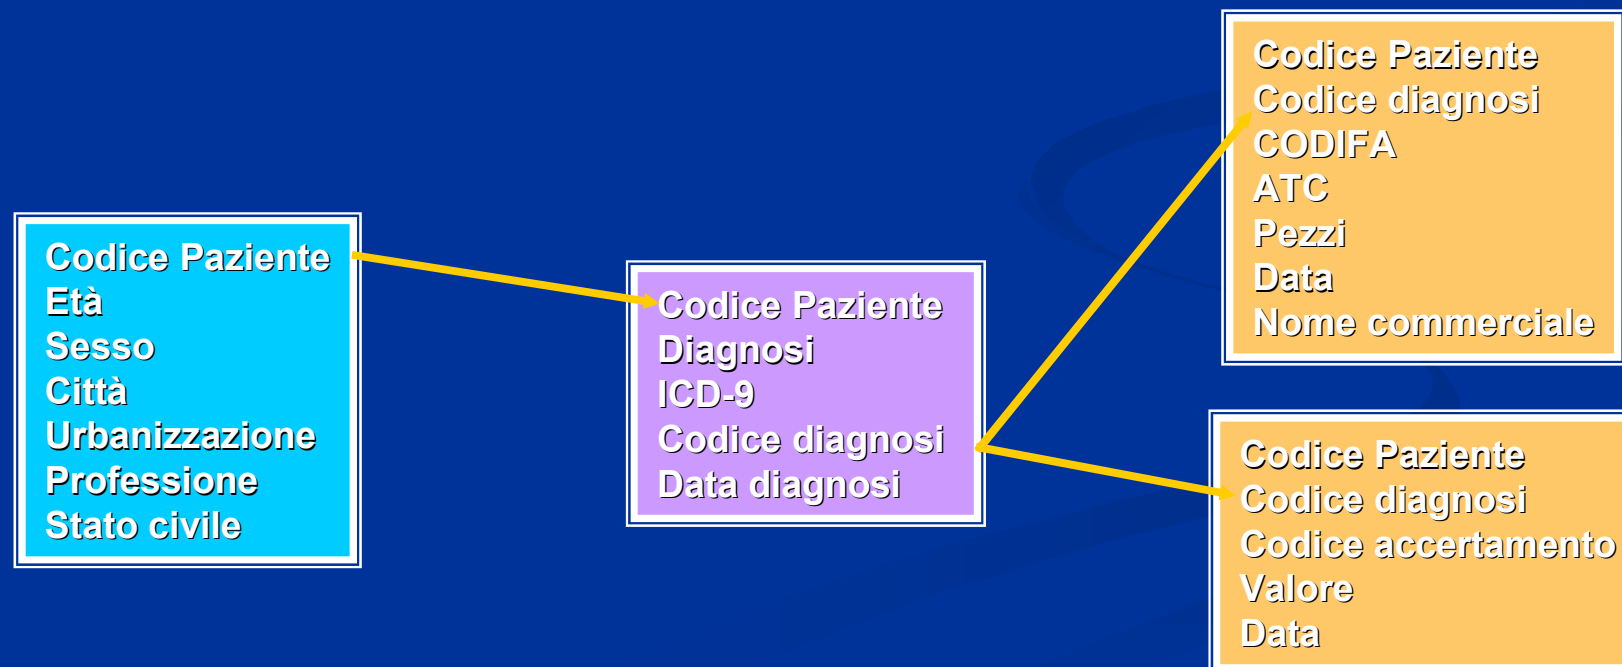 Codice Paziente
Età
Sesso
Città
Urbanizzazione
Professione
Stato civile
Codice Paziente
Diagnosi
ICD-9
Codice diagnosi
Data diagnosi
Codice Paziente
Codice diagnosi
CODIFA
ATC
Pezzi
Data
Nome commerciale
Codice Paziente
Codice diagnosi
Codice accertamento
Valore
Data